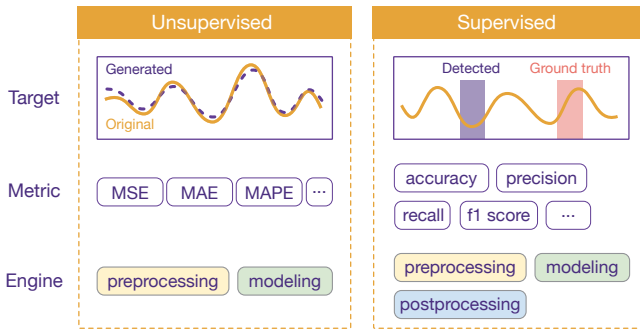 Unsupervised
Supervised
Target
Generated
Original
Detected
Ground truth
Metric
MSE
MAE
MAPE
...
accuracy
precision
recall
f1 score
...
Engine
preprocessing
modeling
preprocessing
modeling
postprocessing